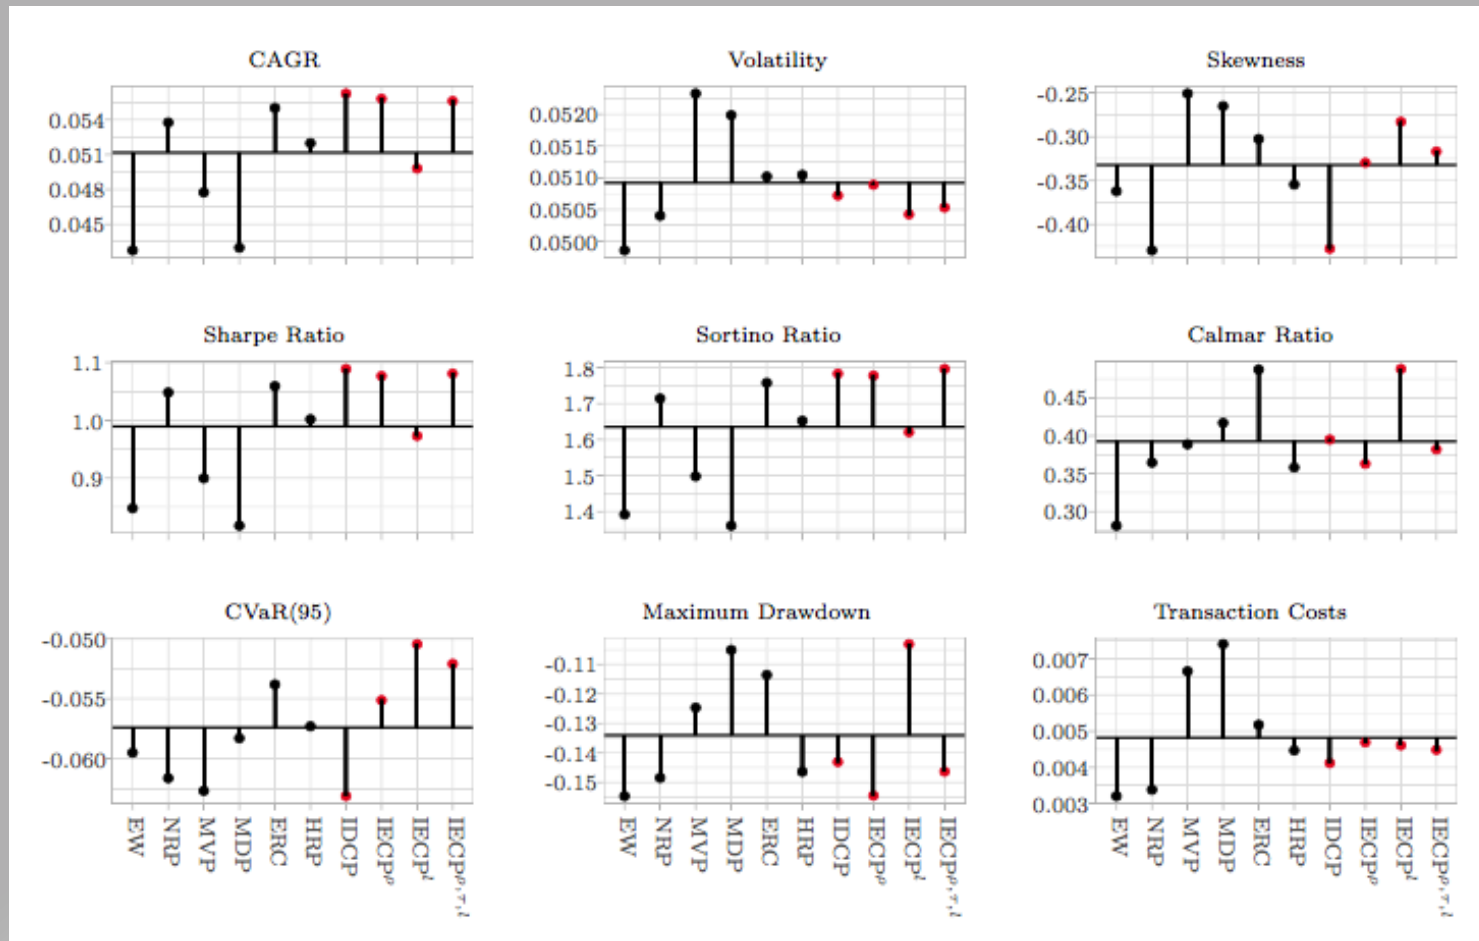 CAGR
0.054
0.051
0.048
0.045
Volatility
0.0520
0.0515
0.0510
0.0505
0.0500
Skewness
-0.25
-0.30
-0.35
-0.40
Sharpe Ratio
1.1
1.0
0.9
Sortino Ratio
1.8
1.7
1.6
1.5
1.4
Calmar Ratio
0.45
0.40
0.35
0.30
CVaR(95)
-0.050
-0.055
-0.060
EW
NRP
MVP
MDP
ERC
HRP
IDCP
IECP^ρ
IECP^l
IECP^ρ,τ,l
Maximum Drawdown
-0.11
-0.12
-0.13
-0.14
-0.15
EW
NRP
MVP
MDP
ERC
HRP
IDCP
IECP^ρ
IECP^l
IECP^ρ,τ,l
Transaction Costs
0.007
0.006
0.005
0.004
0.003
EW
NRP
MVP
MDP
ERC
HRP
IDCP
IECP^ρ
IECP^l
IECP^ρ,τ,l